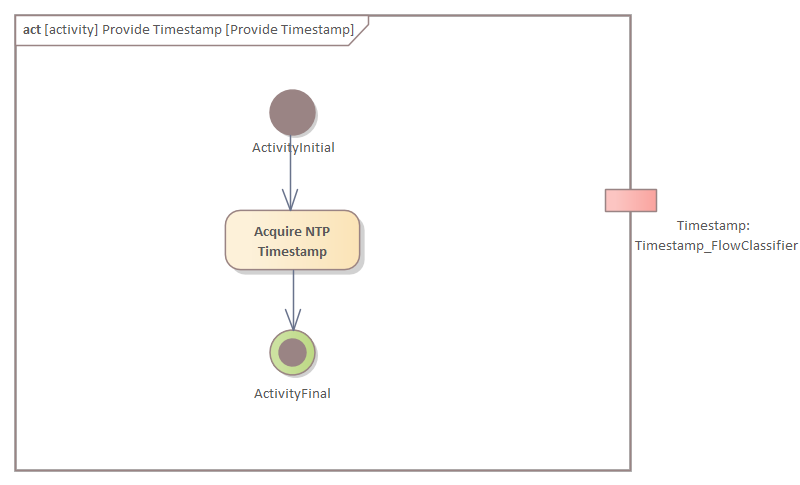 act [activity] Provide Timestamp [Provide Timestamp]
ActivityInitial
Acquire NTP
Timestamp
Timestamp:
Timestamp_FlowClassifier
ActivityFinal